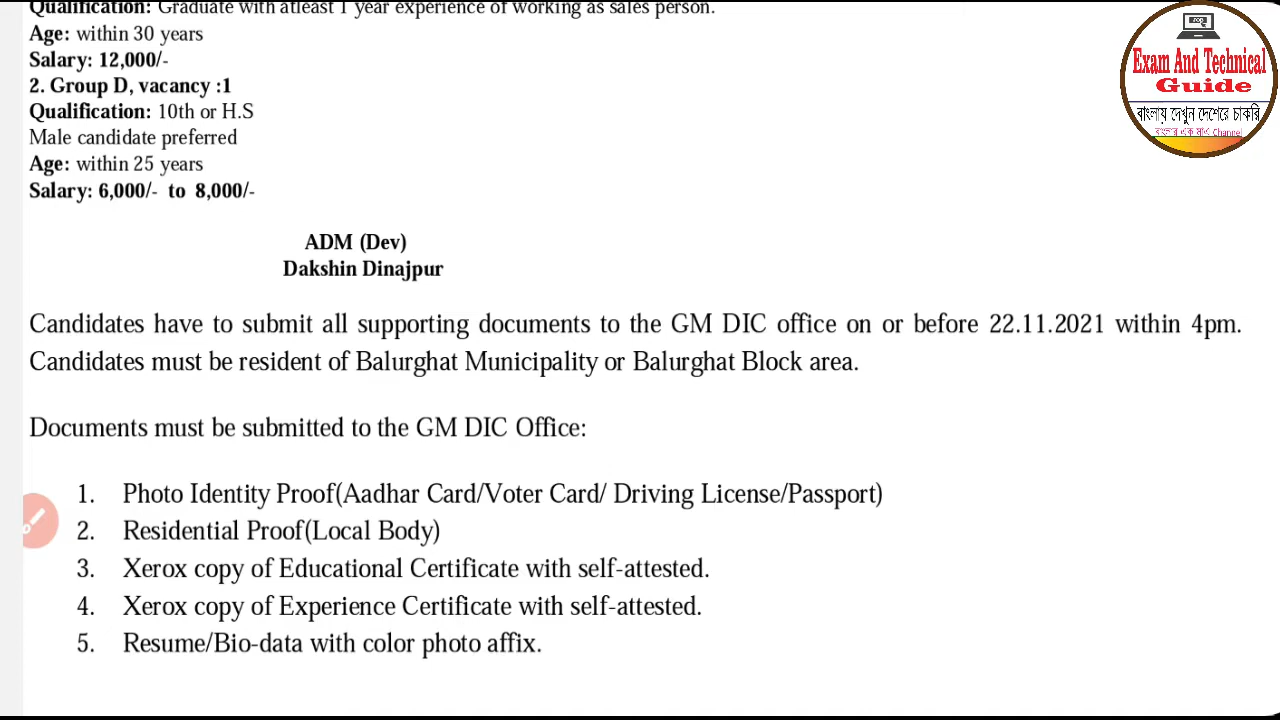 Qualification: Graduate with atleast 1 year experience of working as sales person.
Age: within 30 years
Salary: 12,000/-
2. Group D, vacancy :1
Qualification: 10th or H.S
Male candidate preferred
Age: within 25 years
Salary: 6,000/- to 8,000/-
ADM (Dev)
Dakshin Dinajpur
Candidates have to submit all supporting documents to the GM DIC office on or before 22.11.2021 within 4pm.
Candidates must be resident of Balurghat Municipality or Balurghat Block area.
Documents must be submitted to the GM DIC Office:
1. Photo Identity Proof(Aadhar Card/Voter Card/ Driving License/Passport)
2. Residential Proof(Local Body)
3. Xerox copy of Educational Certificate with self-attested.
4. Xerox copy of Experience Certificate with self-attested.
5. Resume/Bio-data with color photo affix.
Exam And Technical
Guide
বাংলায় দেখুন দেশেরে চাকরি
বাংলার এক মাত্র Channel